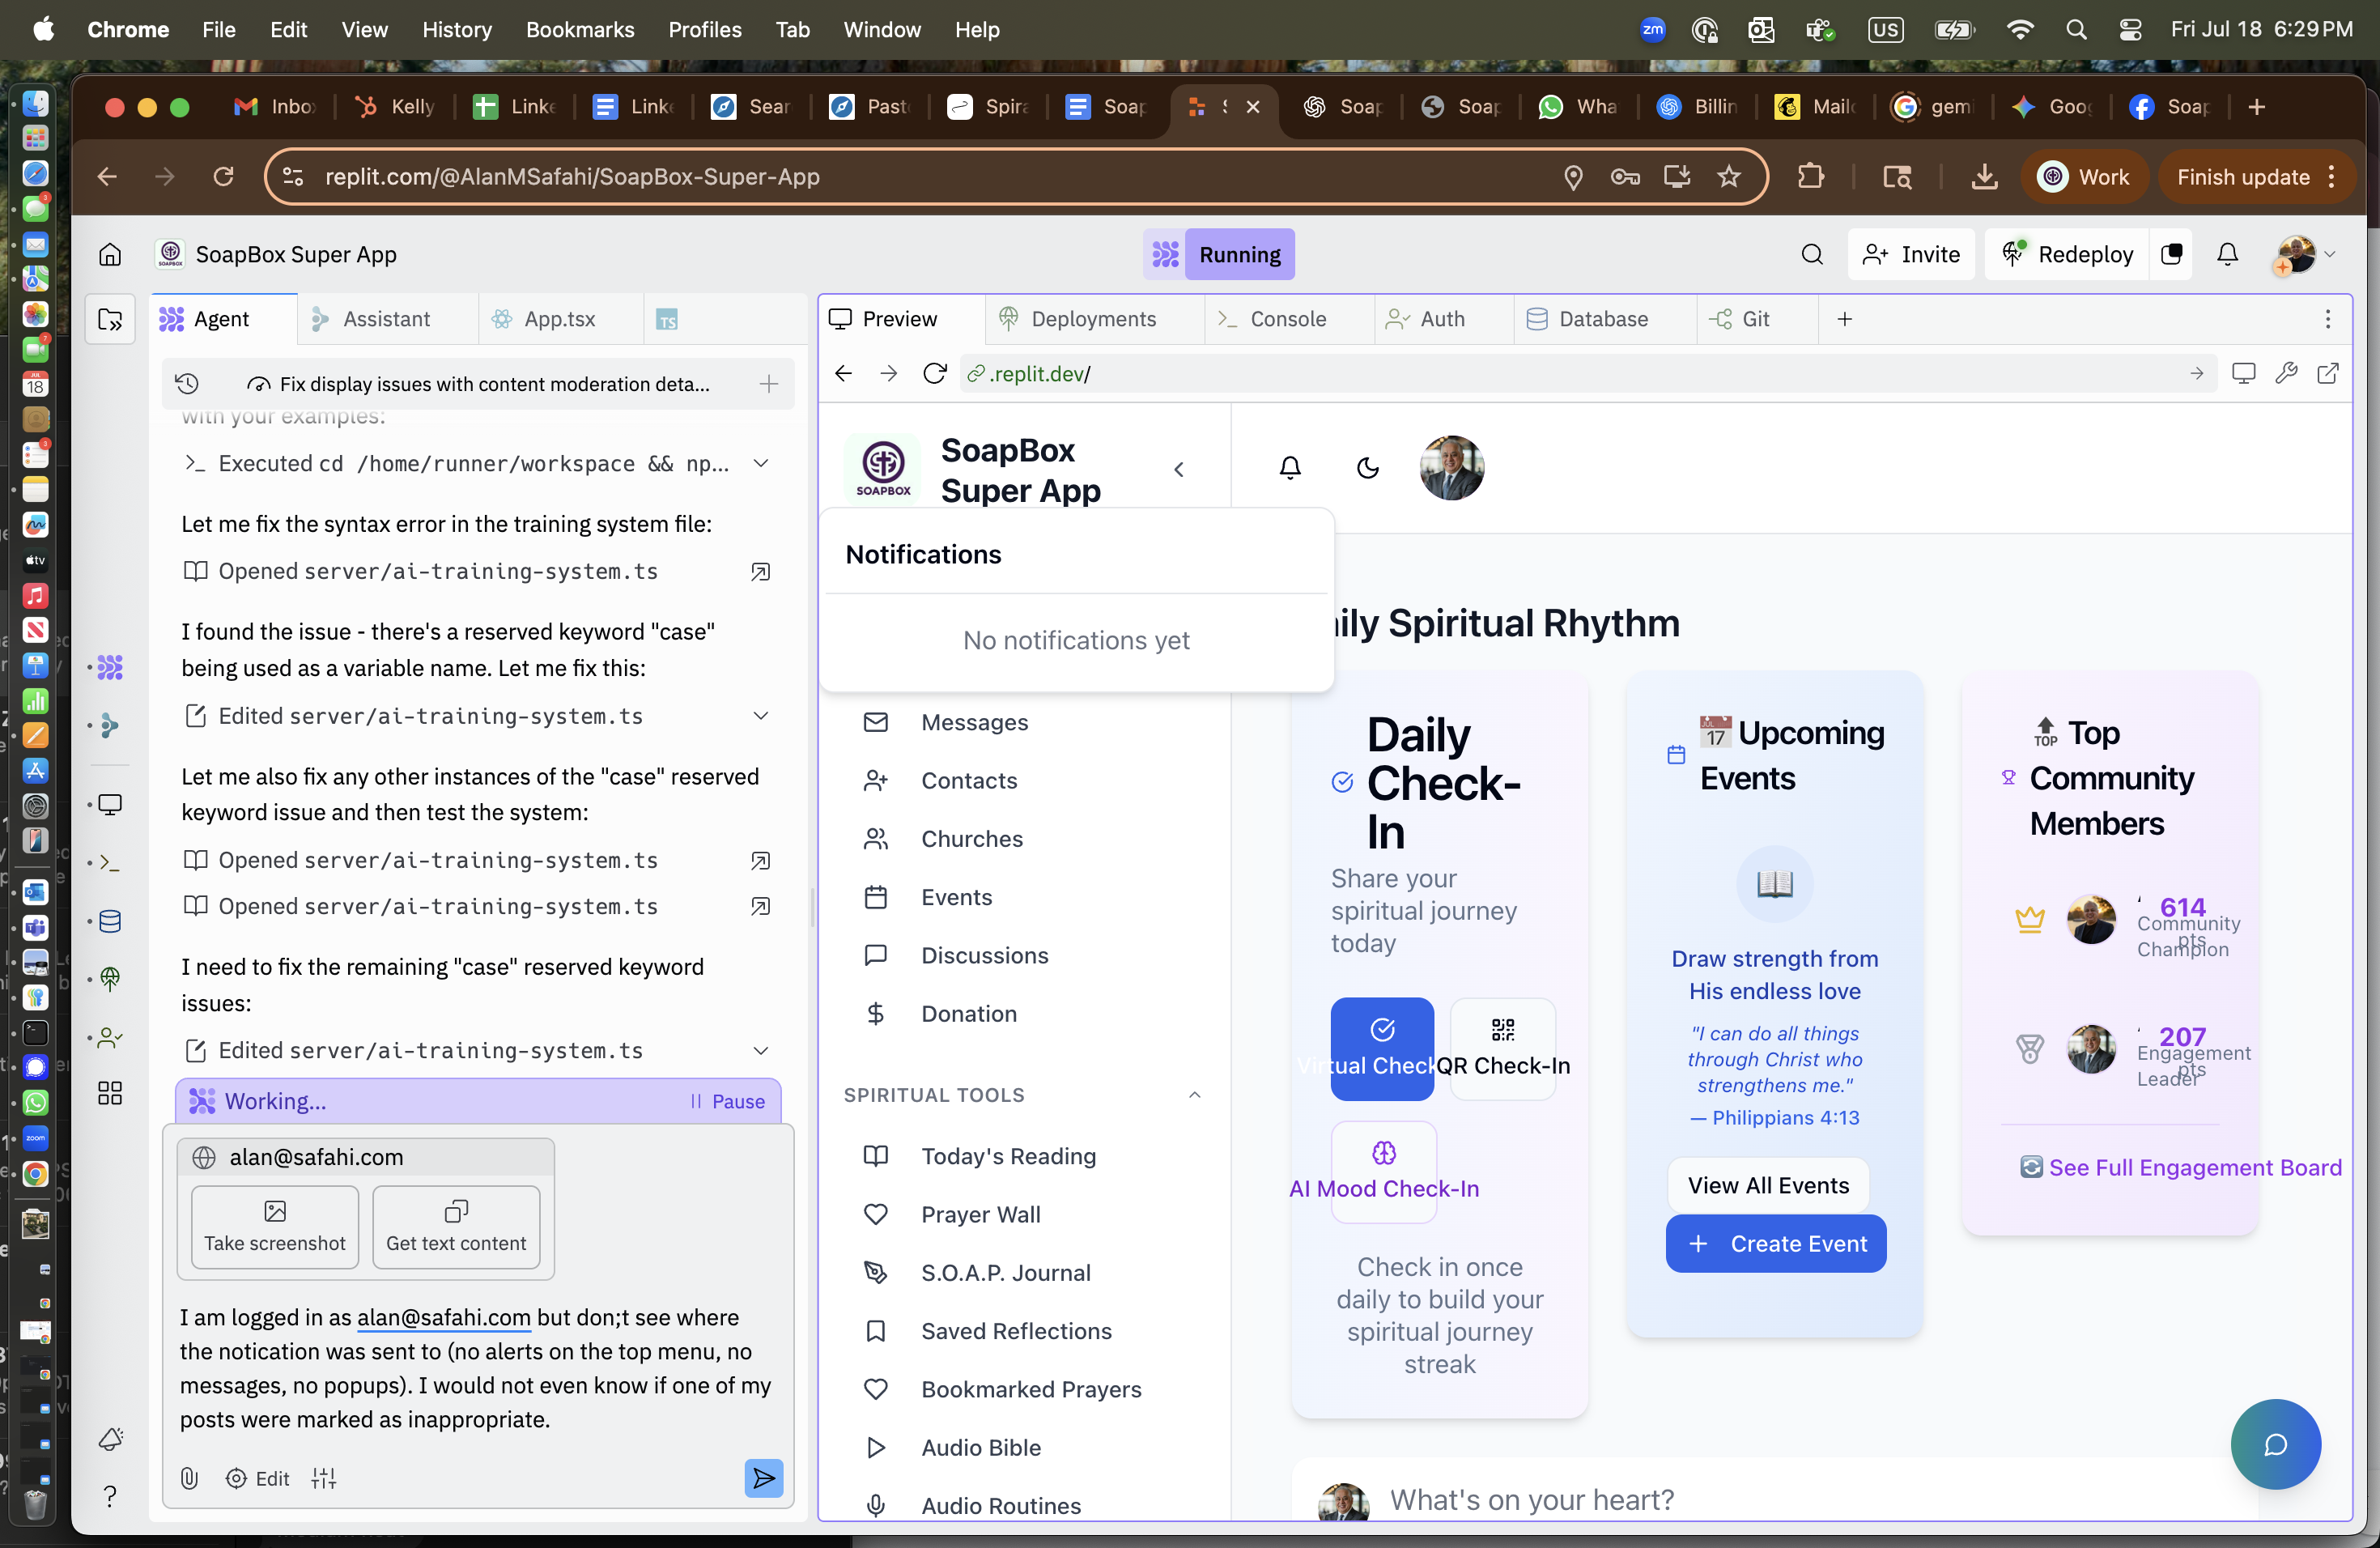 Chrome File Edit View History Bookmarks Profiles Tab Window Help
zm US Fri Jul 18 6:29 PM
Inbo Kelly Linke Linke Sear Past Spira Soap S Soap Soap Wha Billin Mailc gemi Goog Soap
replit.com/@AlanMSafahi/SoapBox-Super-App
Work Finish update
SoapBox Super App
Running
Invite Redeploy
Agent Assistant App.tsx TS
Fix display issues with content moderation deta...
with your examples:
Executed cd /home/runner/workspace && np...
Let me fix the syntax error in the training system file:
Opened server/ai-training-system.ts
I found the issue - there's a reserved keyword "case"
being used as a variable name. Let me fix this:
Edited server/ai-training-system.ts
Let me also fix any other instances of the "case" reserved
keyword issue and then test the system:
Opened server/ai-training-system.ts
Opened server/ai-training-system.ts
I need to fix the remaining "case" reserved keyword
issues:
Edited server/ai-training-system.ts
Working... Pause
alan@safahi.com
Take screenshot Get text content
I am logged in as alan@safahi.com but don;t see where
the notication was sent to (no alerts on the top menu, no
messages, no popups). I would not even know if one of my
posts were marked as inappropriate.
Edit
Preview Deployments Console Auth Database Git
.replit.dev/
SOAPBOX
SoapBox
Super App
Notifications
No notifications yet
Messages
Contacts
Churches
Events
Discussions
Donation
SPIRITUAL TOOLS
Today's Reading
Prayer Wall
S.O.A.P. Journal
Saved Reflections
Bookmarked Prayers
Audio Bible
Audio Routines
ily Spiritual Rhythm
Daily
Check-
In
Share your
spiritual journey
today
Virtual Check
QR Check-In
AI Mood Check-In
Check in once
daily to build your
spiritual journey
streak
JUL
17
Upcoming
Events
Draw strength from
His endless love
"I can do all things
through Christ who
strengthens me."
— Philippians 4:13
View All Events
Create Event
TOP
Top
Community
Members
614
pts
Community
Champion
207
pts
Engagement
Leader
See Full Engagement Board
What's on your heart?